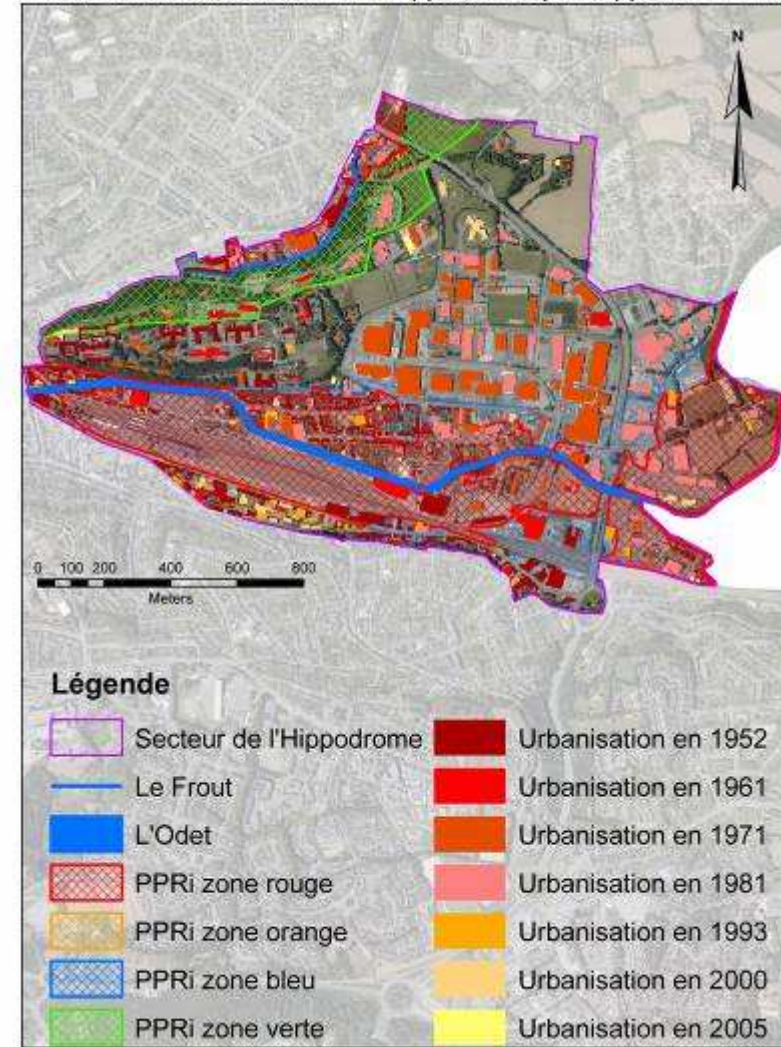 N
0 100 200 400 600 800
Meters
Légende
Secteur de l'Hippodrome
Le Frout
L'Odet
PPRi zone rouge
PPRi zone orange
PPRi zone bleu
PPRi zone verte
Urbanisation en 1952
Urbanisation en 1961
Urbanisation en 1971
Urbanisation en 1981
Urbanisation en 1993
Urbanisation en 2000
Urbanisation en 2005